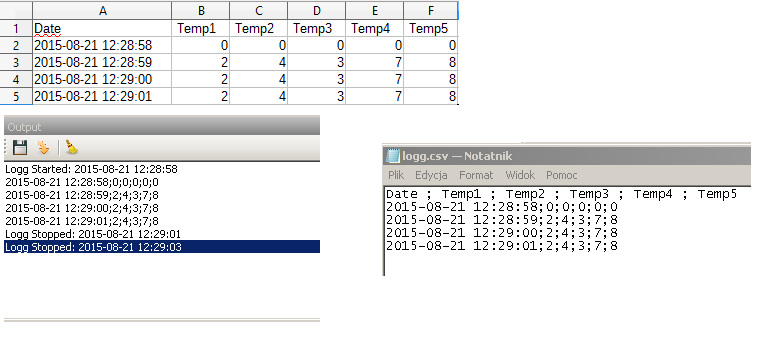 A B C D E F
1 Date Temp1 Temp2 Temp3 Temp4 Temp5
2 2015-08-21 12:28:58 0 0 0 0 0
3 2015-08-21 12:28:59 2 4 3 7 8
4 2015-08-21 12:29:00 2 4 3 7 8
5 2015-08-21 12:29:01 2 4 3 7 8
Output
Logg Started: 2015-08-21 12:28:58
2015-08-21 12:28:58;0;0;0;0;0
2015-08-21 12:28:59;2;4;3;7;8
2015-08-21 12:29:00;2;4;3;7;8
2015-08-21 12:29:01;2;4;3;7;8
Logg Stopped: 2015-08-21 12:29:01
Logg Stopped: 2015-08-21 12:29:03
logg.csv — Notatnik
Plik Edycja Format Widok Pomoc
Date ; Temp1 ; Temp2 ; Temp3 ; Temp4 ; Temp5
2015-08-21 12:28:58;0;0;0;0;0
2015-08-21 12:28:59;2;4;3;7;8
2015-08-21 12:29:00;2;4;3;7;8
2015-08-21 12:29:01;2;4;3;7;8